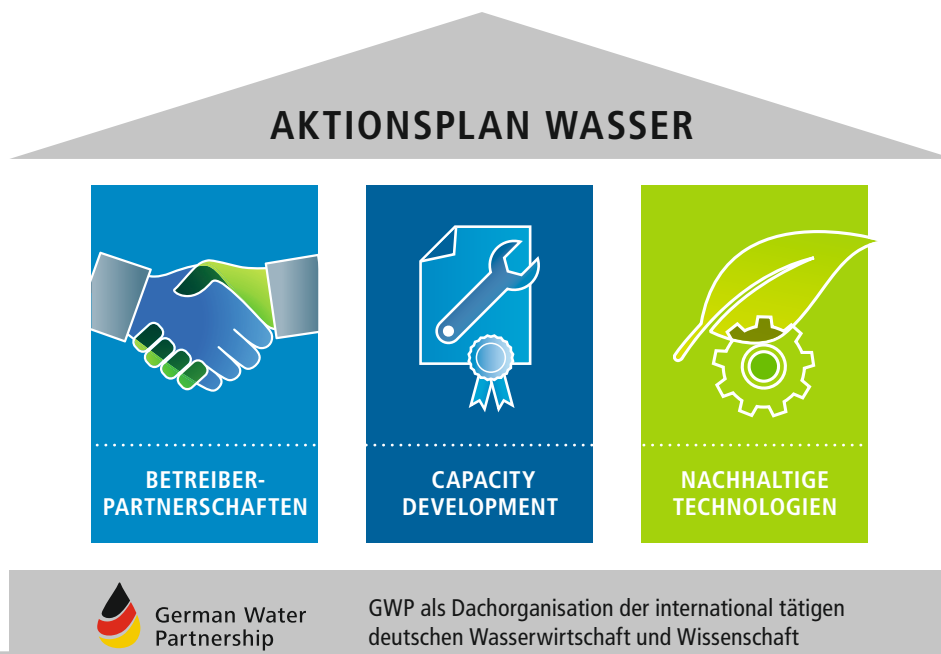 AKTIONSPLAN WASSER
BETREIBER-
PARTNERSCHAFTEN
CAPACITY
DEVELOPMENT
NACHHALTIGE
TECHNOLOGIEN
German Water
Partnership
GWP als Dachorganisation der international tätigen
deutschen Wasserwirtschaft und Wissenschaft